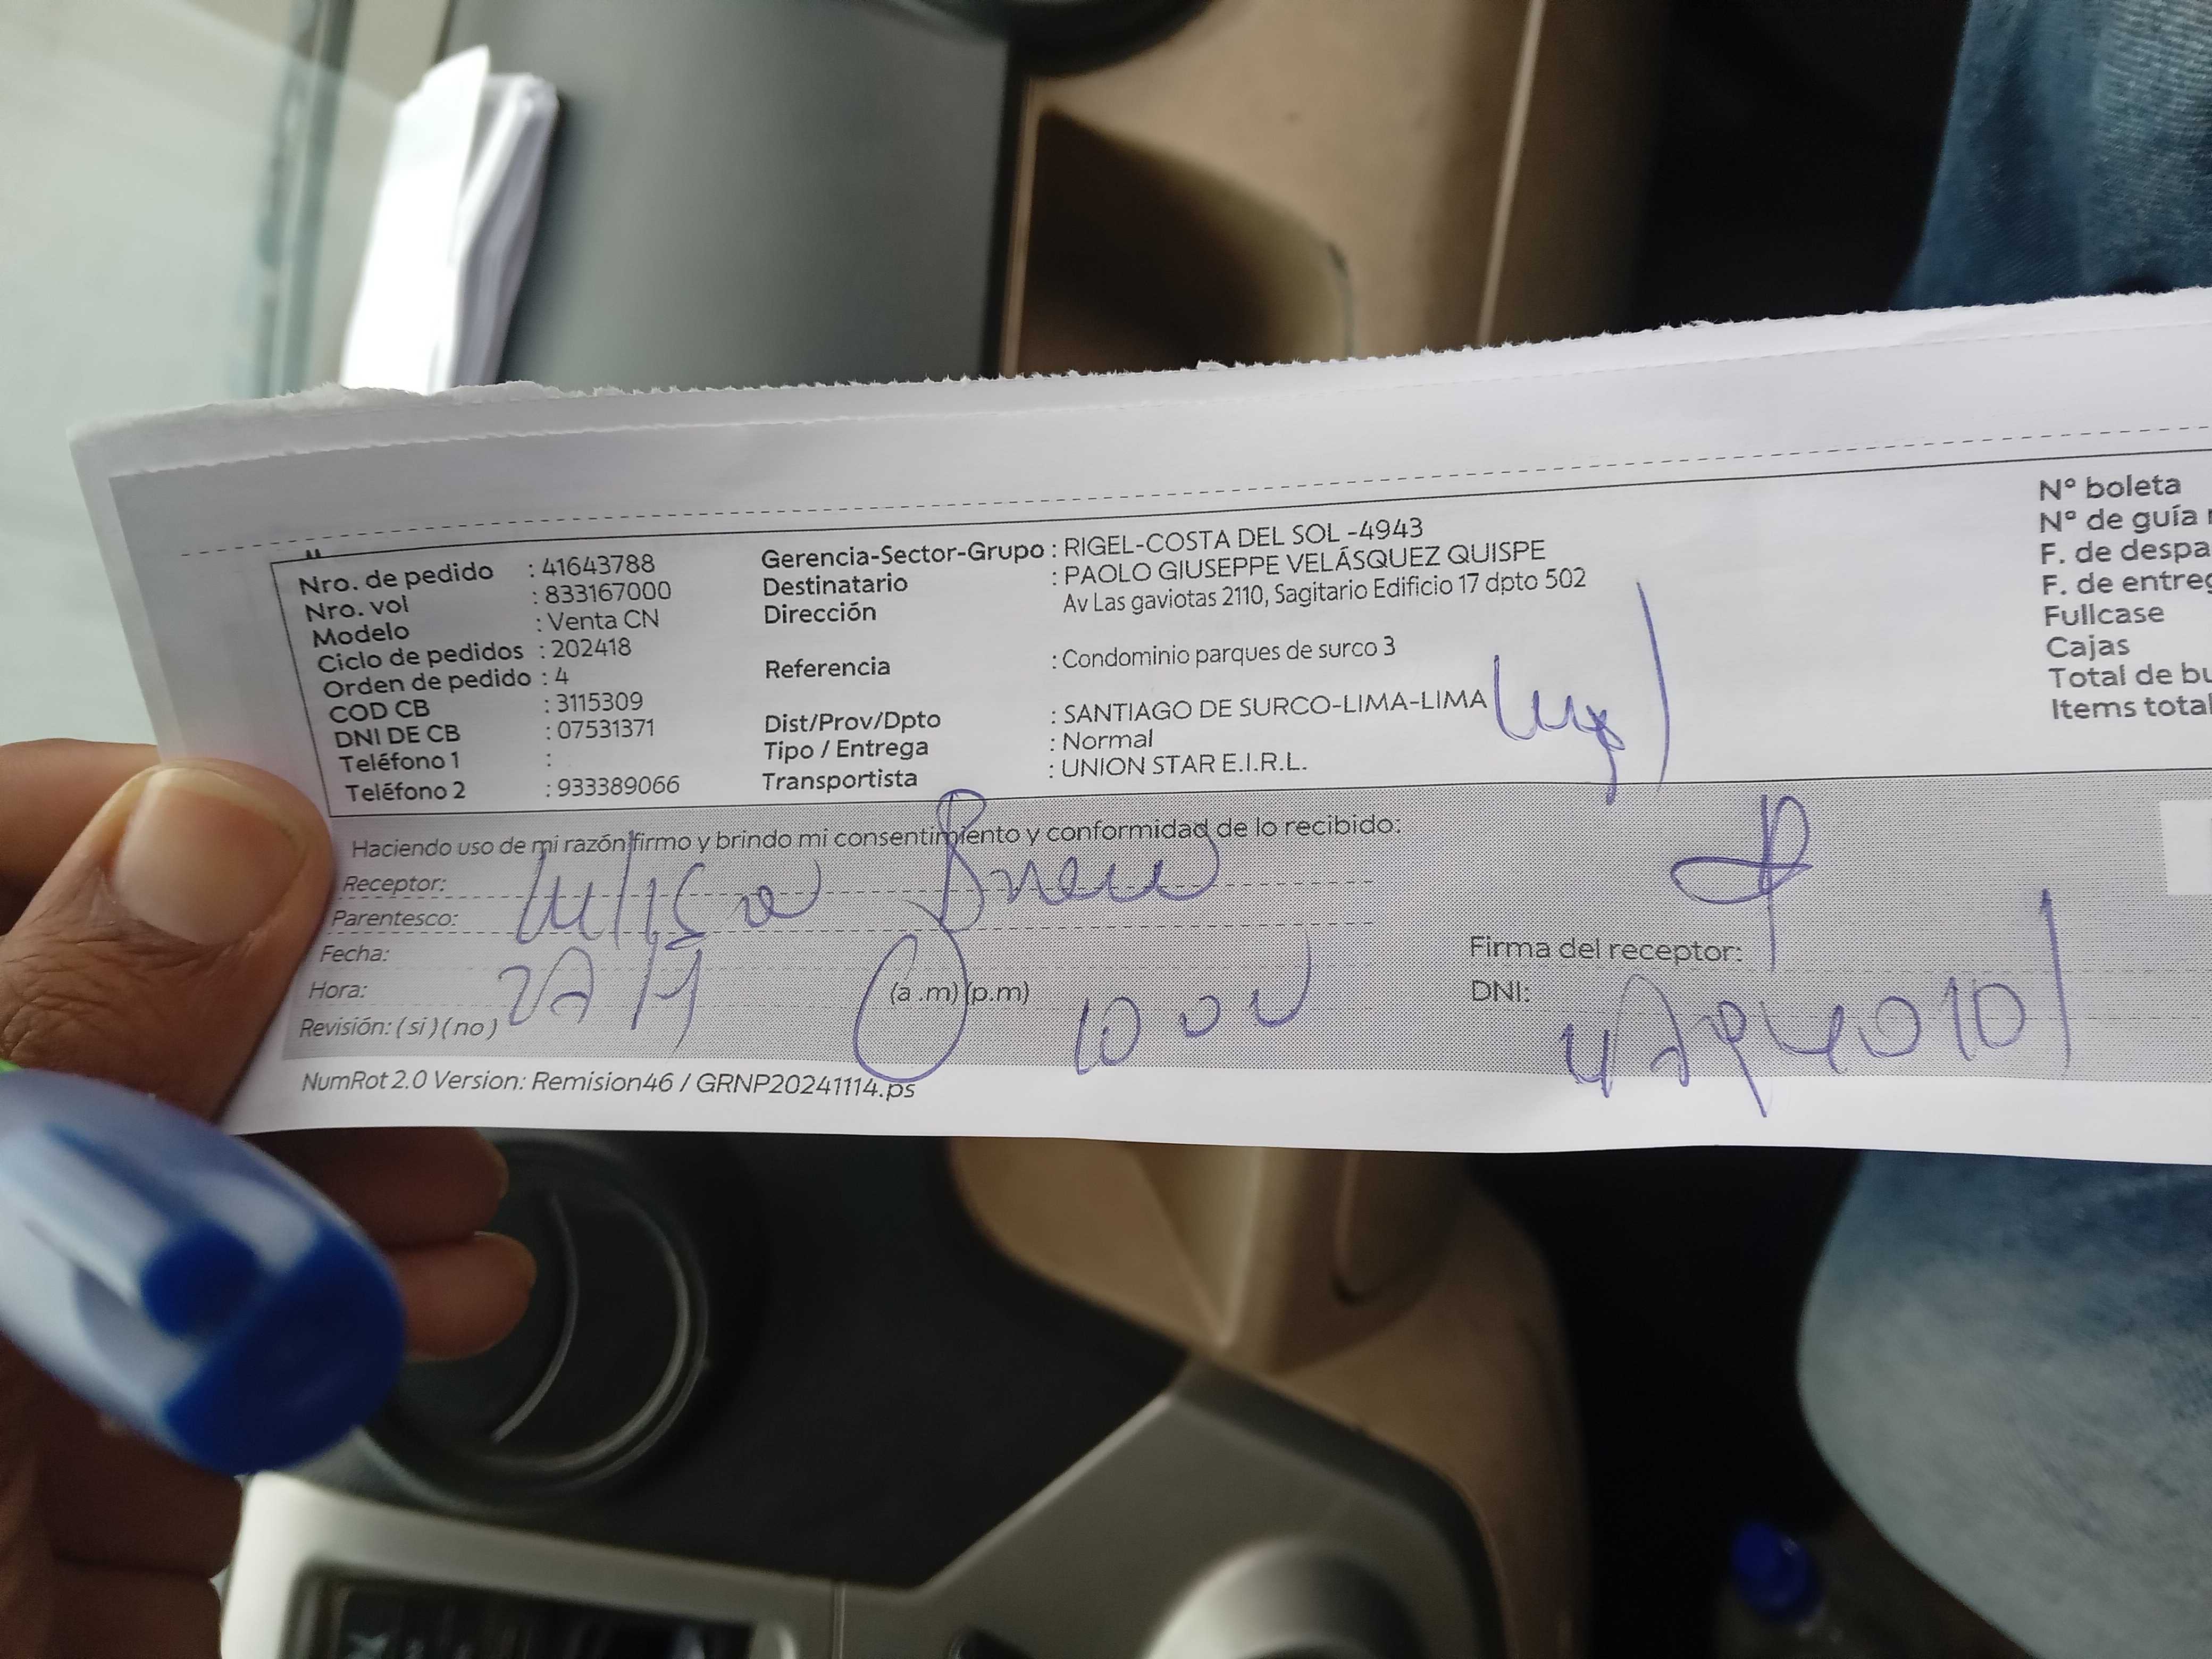 Nro. de pedido : 41643788
Nro. vol : 833167000
Modelo : Venta CN
Ciclo de pedidos : 202418
Orden de pedido : 4
COD CB : 3115309
DNI DE CB : 07531371
Teléfono 1 :
Teléfono 2 : 933389066
Gerencia-Sector-Grupo : RIGEL-COSTA DEL SOL -4943
Destinatario : PAOLO GIUSEPPE VELÁSQUEZ QUISPE
Dirección : Av Las gaviotas 2110, Sagitario Edificio 17 dpto 502
Referencia : Condominio parques de surco 3
Dist/Prov/Dpto : SANTIAGO DE SURCO-LIMA-LIMA
Tipo / Entrega : Normal
Transportista : UNION STAR E.I.R.L.
N° boleta
N° de guía
F. de despa
F. de entreg
Fullcase
Cajas
Total de bu
Items total
Haciendo uso de mi razón firmo y brindo mi consentimiento y conformidad de lo recibido:
Receptor:
Parentesco:
Fecha:
Hora: (a .m) (p.m)
Revisión: ( si ) ( no )
Firma del receptor:
DNI:
NumRot 2.0 Version: Remision46 / GRNP20241114.ps